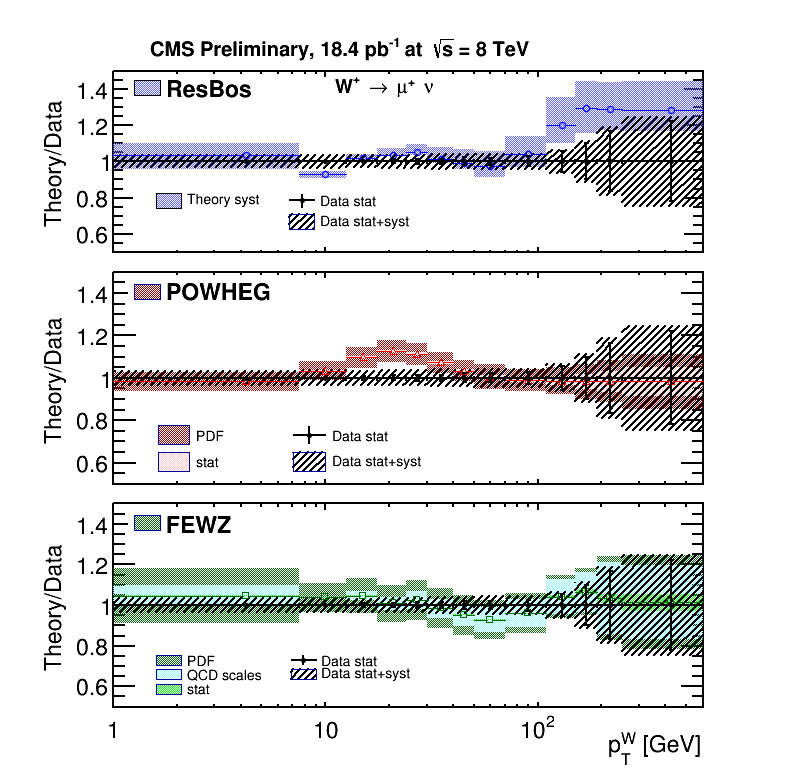 CMS Preliminary, 18.4 pb⁻¹ at √s = 8 TeV
ResBos
W⁺ → μ⁺ ν
Theory/Data
1.4
1.2
1
0.8
0.6
Theory syst
Data stat
Data stat+syst
POWHEG
Theory/Data
1.4
1.2
1
0.8
0.6
PDF
Data stat
stat
Data stat+syst
FEWZ
Theory/Data
1.4
1.2
1
0.8
0.6
PDF
Data stat
QCD scales
Data stat+syst
stat
1 10 10²
p_T^W [GeV]